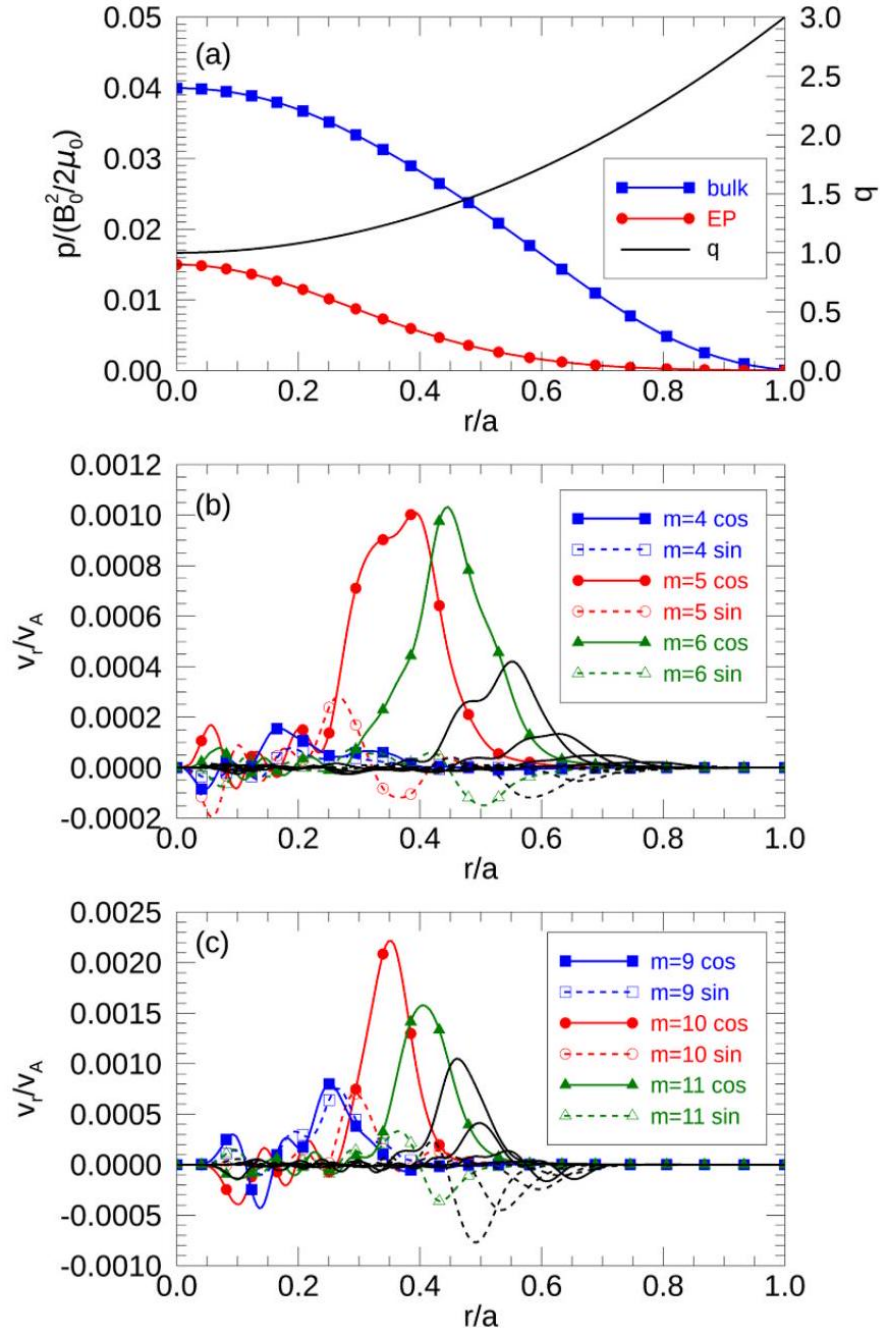 (a)
0.05
0.04
0.03
0.02
0.01
0.00
p/(B₀²/2μ₀)
3.0
2.5
2.0
1.5
1.0
0.5
0.0
q
bulk
EP
q
0.0 0.2 0.4 0.6 0.8 1.0
r/a
(b)
0.0012
0.0010
0.0008
0.0006
0.0004
0.0002
0.0000
-0.0002
v_r/v_A
m=4 cos
m=4 sin
m=5 cos
m=5 sin
m=6 cos
m=6 sin
0.0 0.2 0.4 0.6 0.8 1.0
r/a
(c)
0.0025
0.0020
0.0015
0.0010
0.0005
0.0000
-0.0005
-0.0010
v_r/v_A
m=9 cos
m=9 sin
m=10 cos
m=10 sin
m=11 cos
m=11 sin
0.0 0.2 0.4 0.6 0.8 1.0
r/a